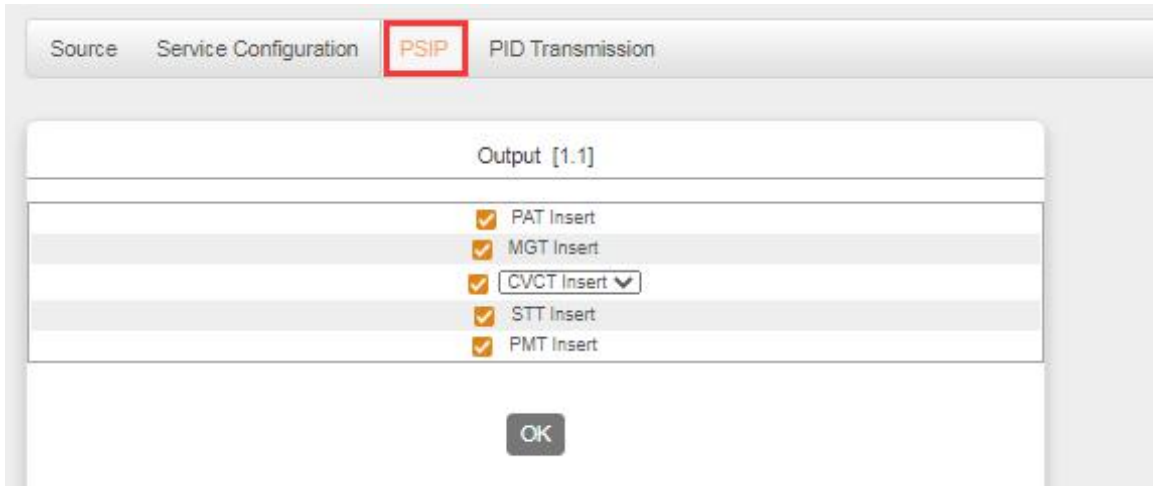 Source Service Configuration PSIP PID Transmission
Output [1.1]
PAT Insert
MGT Insert
CVCT Insert
STT Insert
PMT Insert
OK